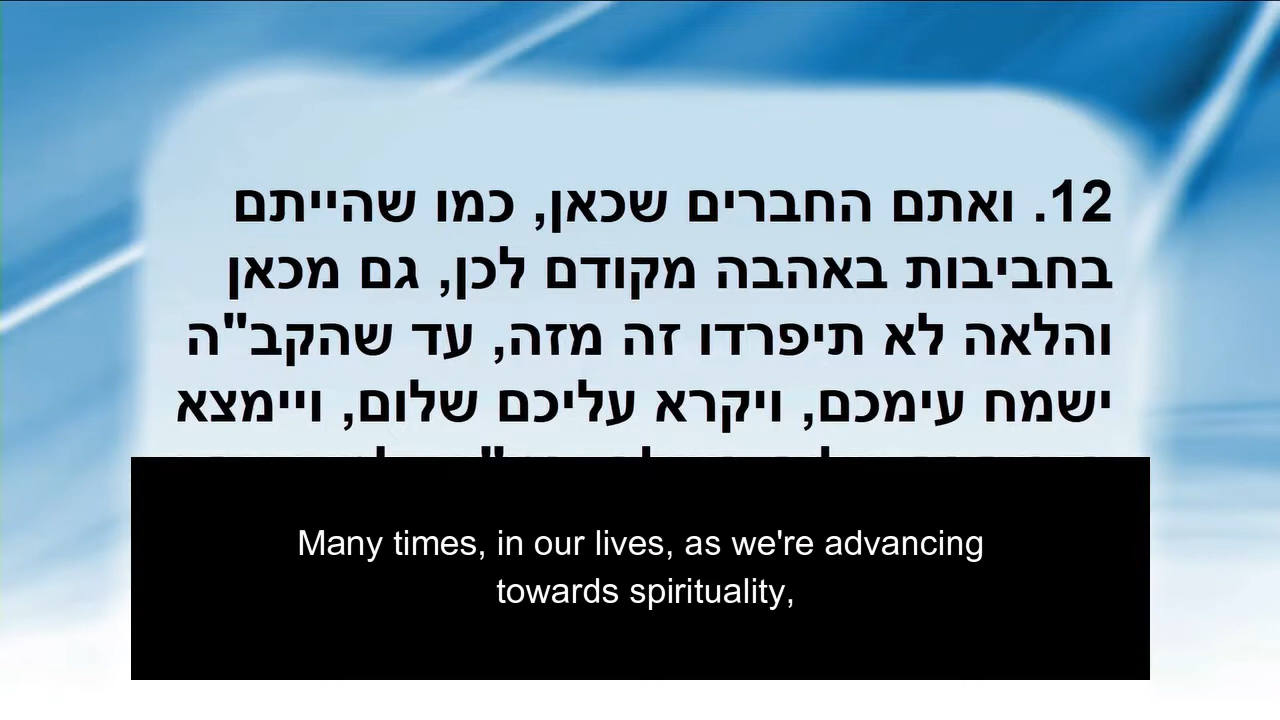 12. ואתם החברים שכאן, כמו שהייתם
בחביבות באהבה מקודם לכן, גם מכאן
והלאה לא תיפרדו זה מזה, עד שהקב"ה
ישמח עימכם, ויקרא עליכם שלום, ויימצא
Many times, in our lives, as we're advancing
towards spirituality,